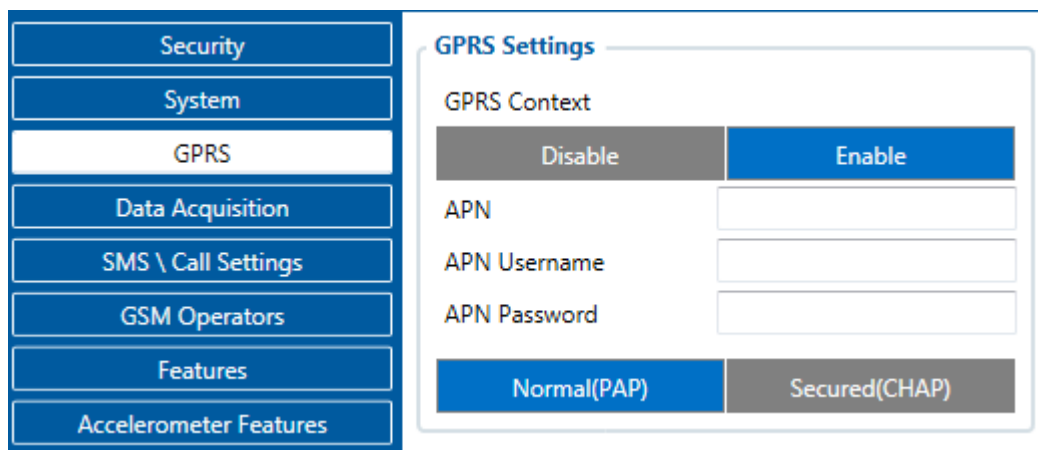 Security
System
GPRS
Data Acquisition
SMS \ Call Settings
GSM Operators
Features
Accelerometer Features
GPRS Settings
GPRS Context
Disable Enable
APN
APN Username
APN Password
Normal(PAP) Secured(CHAP)